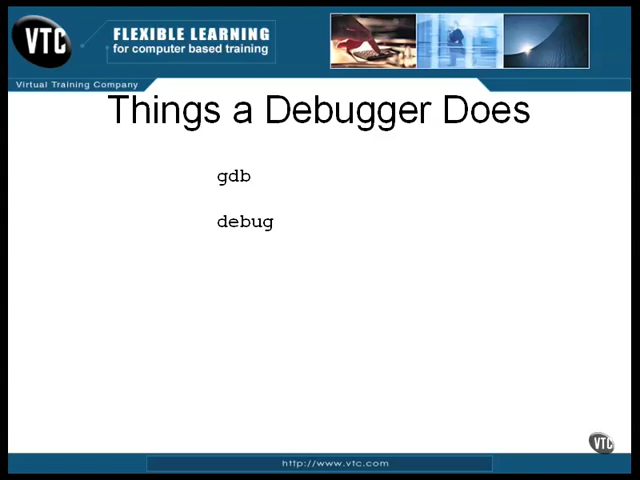 VTC
FLEXIBLE LEARNING
for computer based training
Virtual Training Company
Things a Debugger Does
gdb
debug
VTC
http://www.vtc.com